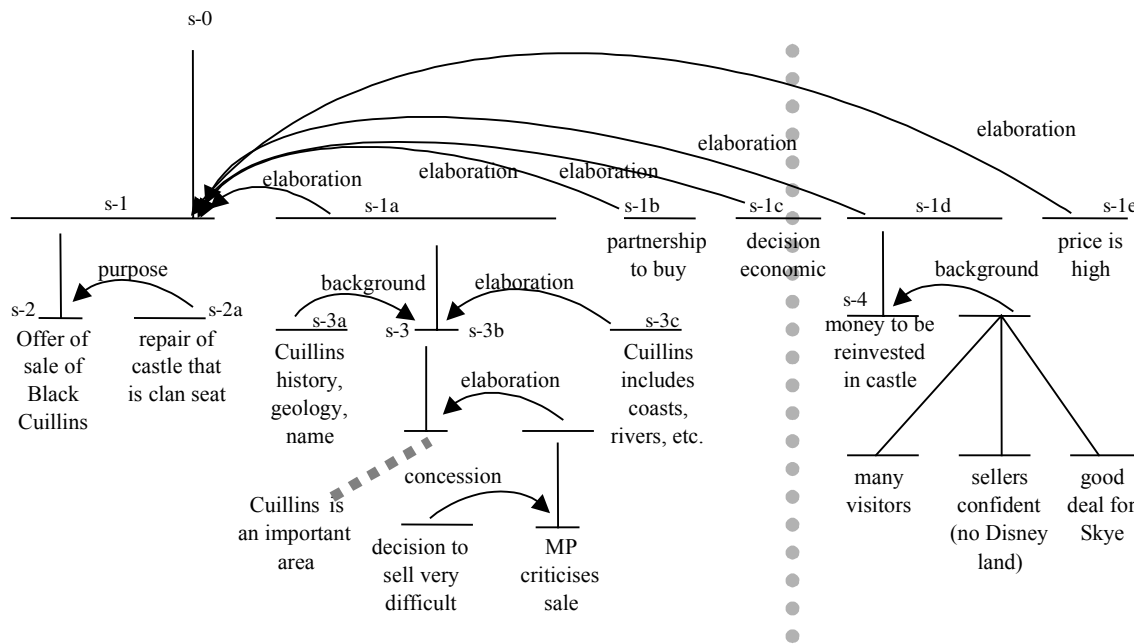 s-0
elaboration
elaboration
elaboration
elaboration
elaboration
s-1
s-1a
s-1b
s-1c
s-1d
s-1e
partnership
to buy
decision
economic
price is
high
purpose
background
elaboration
background
s-2
s-2a
s-3a
s-3
s-3b
s-3c
s-4
Offer of
sale of
Black
Cuillins
repair of
castle that
is clan seat
Cuillins
history,
geology,
name
Cuillins
includes
coasts,
rivers, etc.
money to be
reinvested
in castle
elaboration
Cuillins is
an important
area
concession
decision to
sell very
difficult
MP
criticises
sale
many
visitors
sellers
confident
(no Disney
land)
good
deal for
Skye